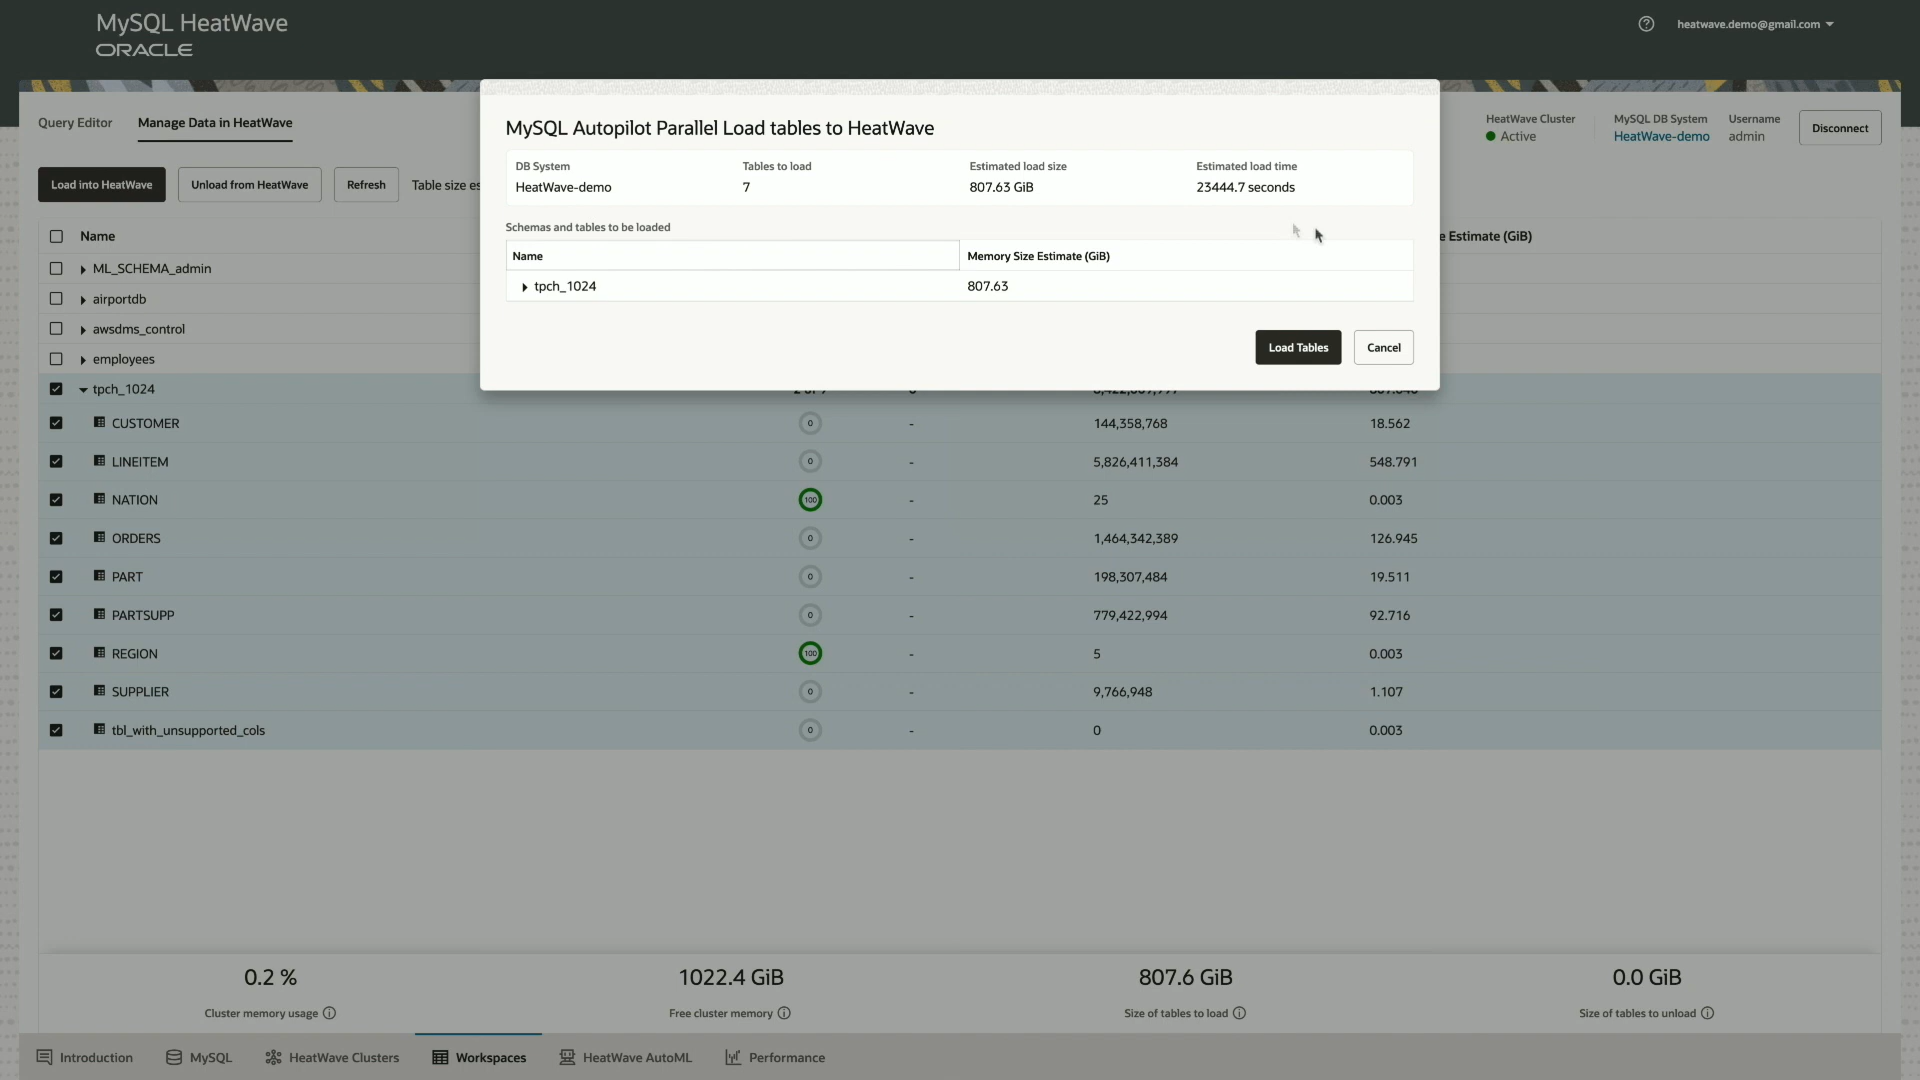 MySQL HeatWave
ORACLE
heatwave.demo@gmail.com
Query Editor
Manage Data in HeatWave
HeatWave Cluster
Active
MySQL DB System
HeatWave-demo
Username
admin
Disconnect
Load into HeatWave
Unload from HeatWave
Refresh
Table size es
MySQL Autopilot Parallel Load tables to HeatWave
DB System
Tables to load
Estimated load size
Estimated load time
HeatWave-demo
7
807.63 GiB
23444.7 seconds
Schemas and tables to be loaded
Name
Memory Size Estimate (GiB)
tpch_1024
807.63
Load Tables
Cancel
Name
e Estimate (GiB)
ML_SCHEMA_admin
airportdb
awsdms_control
employees
tpch_1024
CUSTOMER 0 - 144,358,768 18.562
LINEITEM 0 - 5,826,411,384 548.791
NATION 100 - 25 0.003
ORDERS 0 - 1,464,342,389 126.945
PART 0 - 198,307,484 19.511
PARTSUPP 0 - 779,422,994 92.716
REGION 100 - 5 0.003
SUPPLIER 0 - 9,766,948 1.107
tbl_with_unsupported_cols 0 - 0 0.003
0.2 %
1022.4 GiB
807.6 GiB
0.0 GiB
Cluster memory usage
Free cluster memory
Size of tables to load
Size of tables to unload
Introduction
MySQL
HeatWave Clusters
Workspaces
HeatWave AutoML
Performance